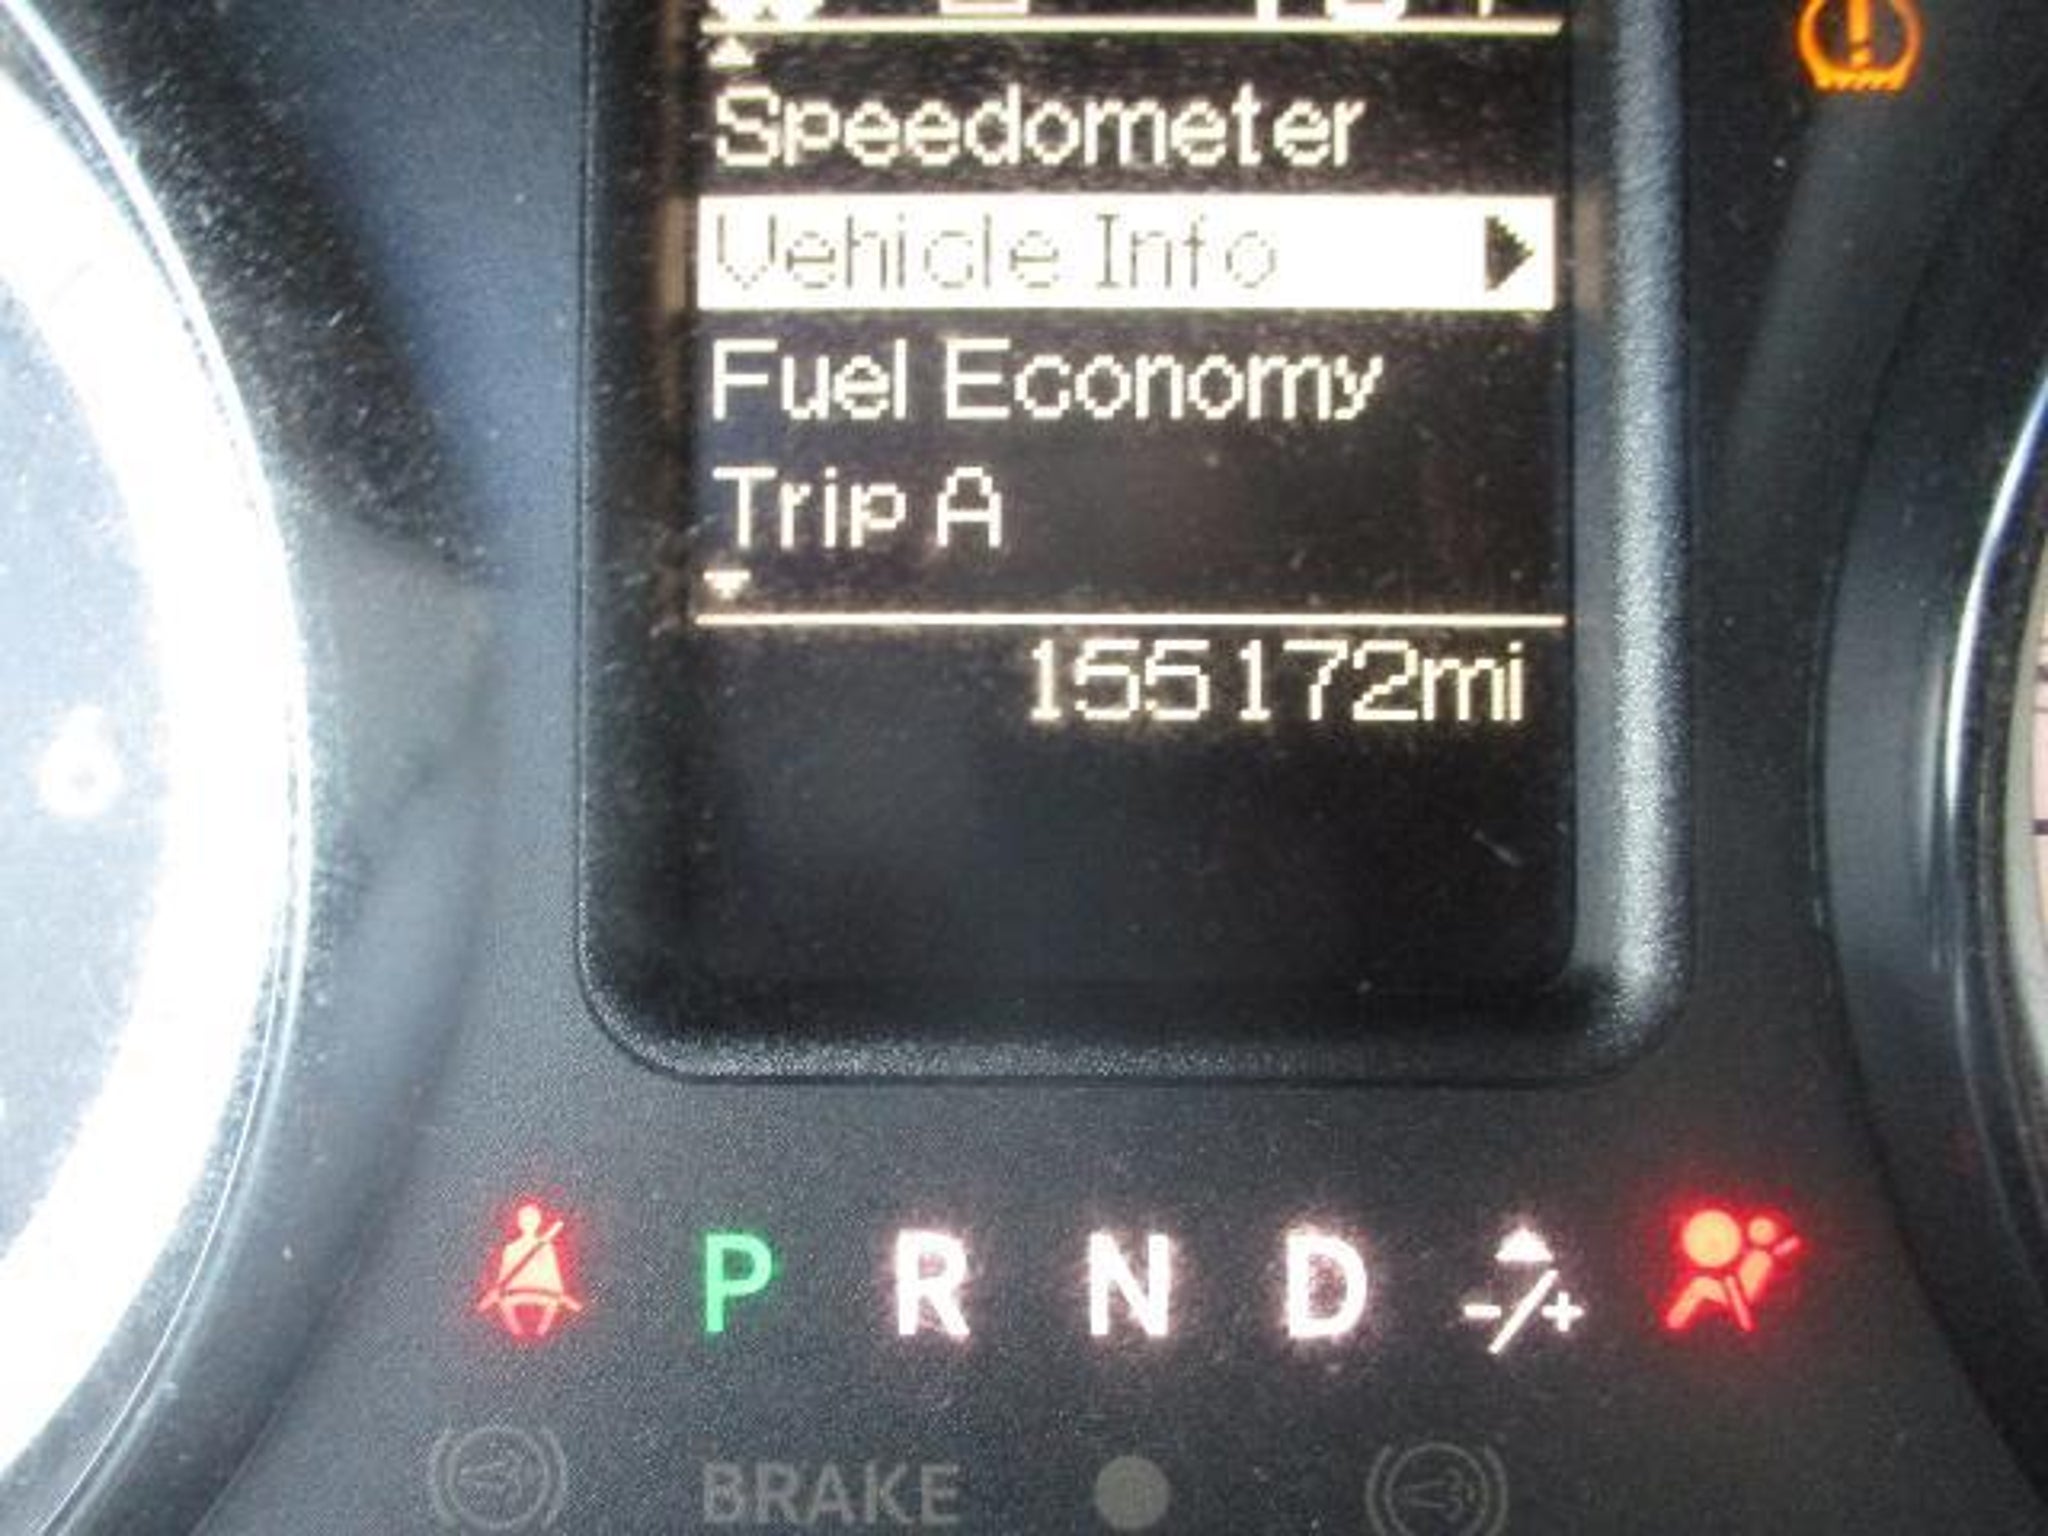 Speedometer
Vehicle Info
Fuel Economy
Trip A
155172mi
P R N D -/+
BRAKE